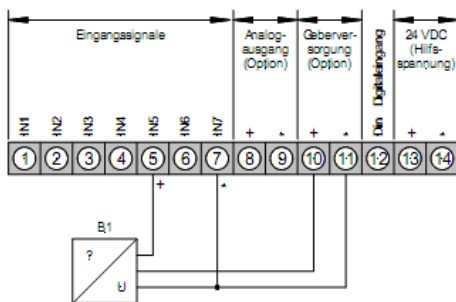 Eingangssignale
Analog-
ausgang
(Option)
Geberver-
sorgung
(Option)
Din Digitaleingang
24 VDC
(Hilfs-
spannung)
IN1
IN2
IN3
IN4
IN5
IN6
IN7
+
-
+
-
+
-
1 2 3 4 5 6 7 8 9 10 11 12 13 14
+
-
B1
?
U